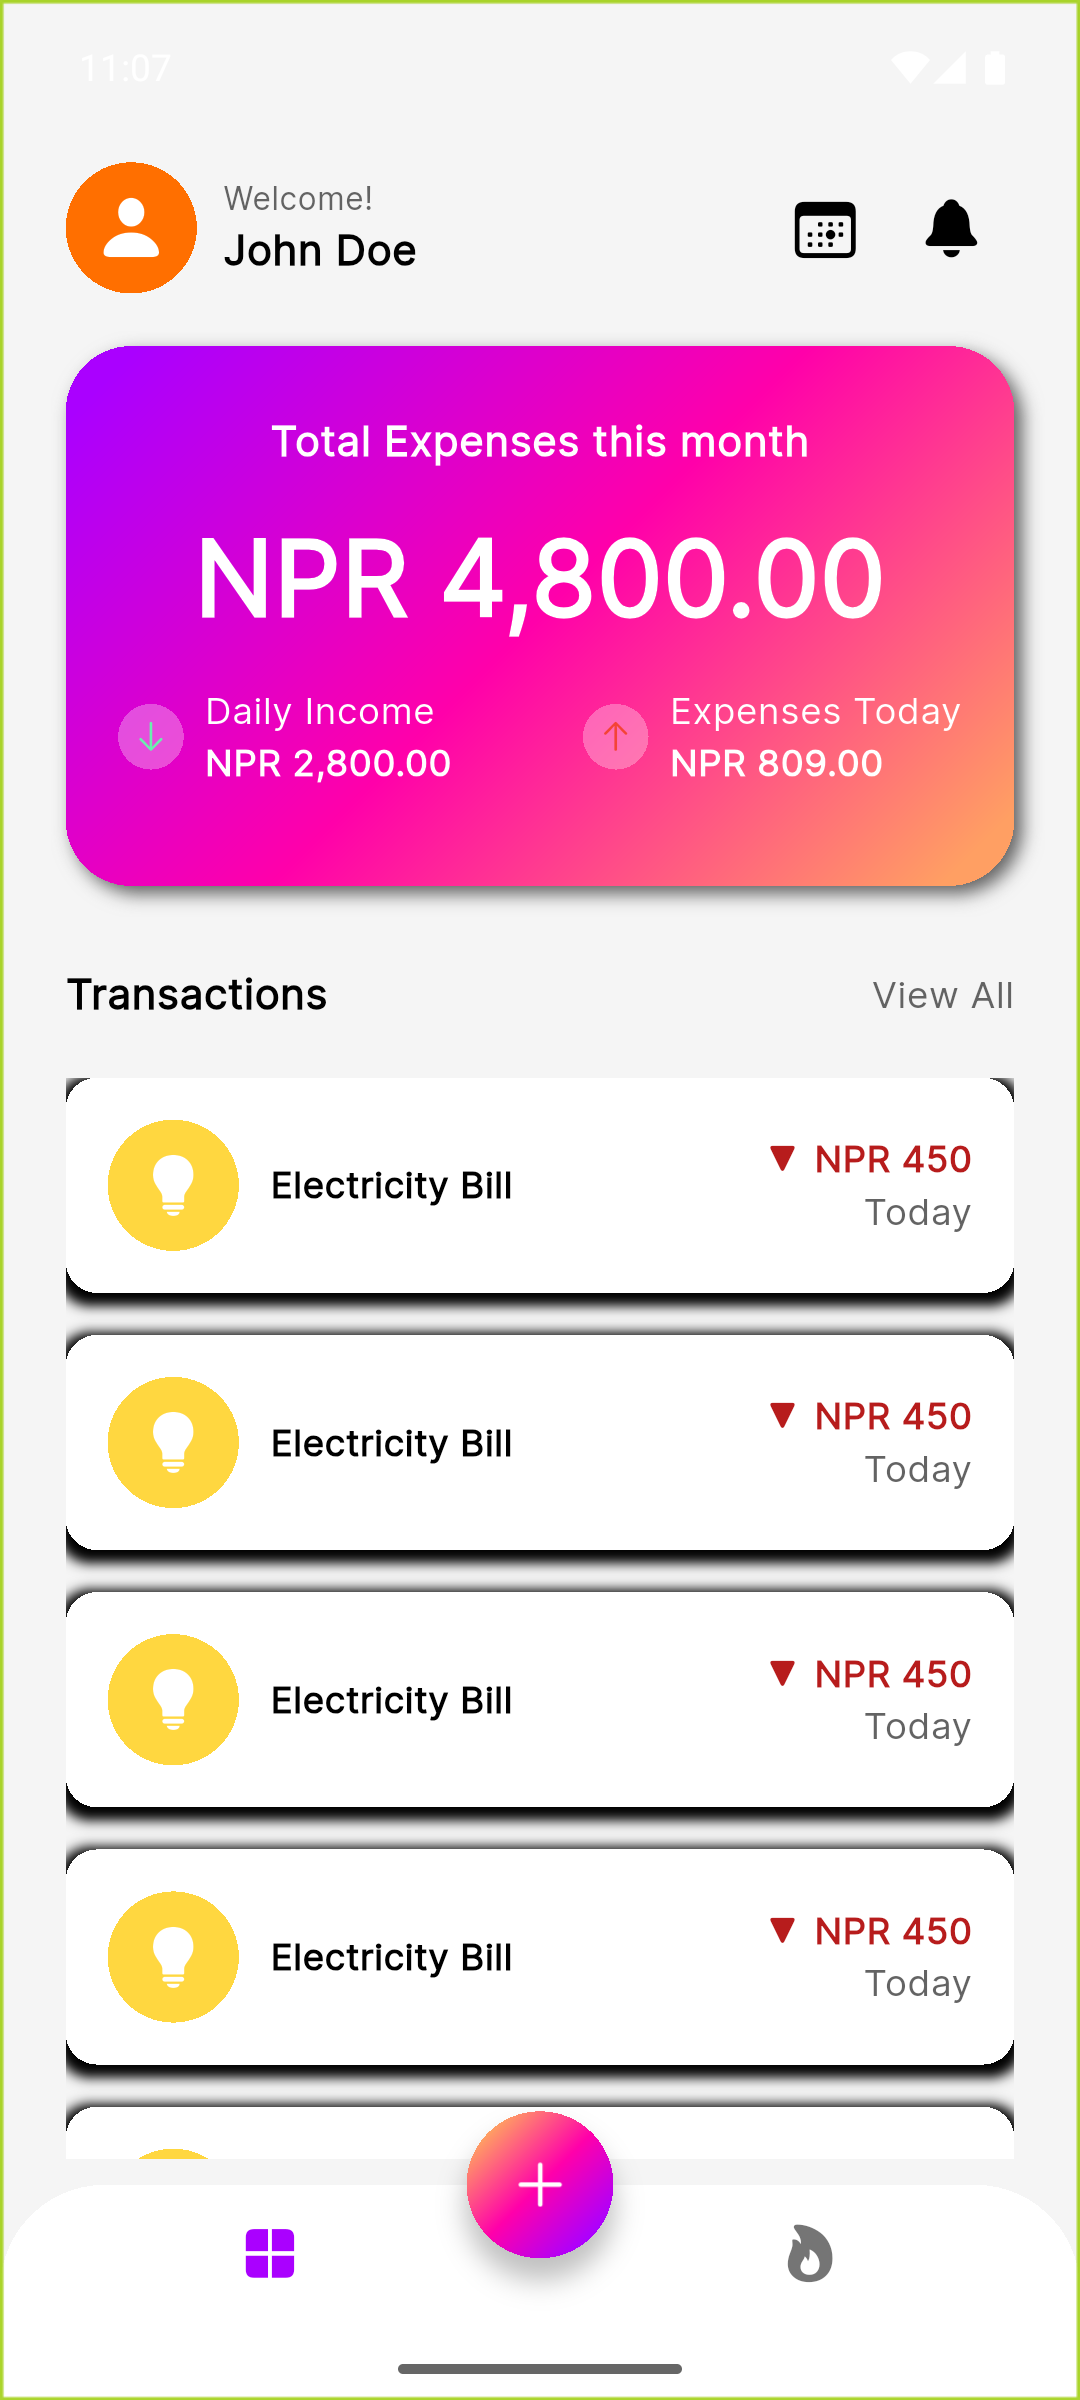 11:07
Welcome!
John Doe
Total Expenses this month
NPR 4,800.00
Daily Income
NPR 2,800.00
Expenses Today
NPR 809.00
Transactions
View All
Electricity Bill
NPR 450
Today
Electricity Bill
NPR 450
Today
Electricity Bill
NPR 450
Today
Electricity Bill
NPR 450
Today